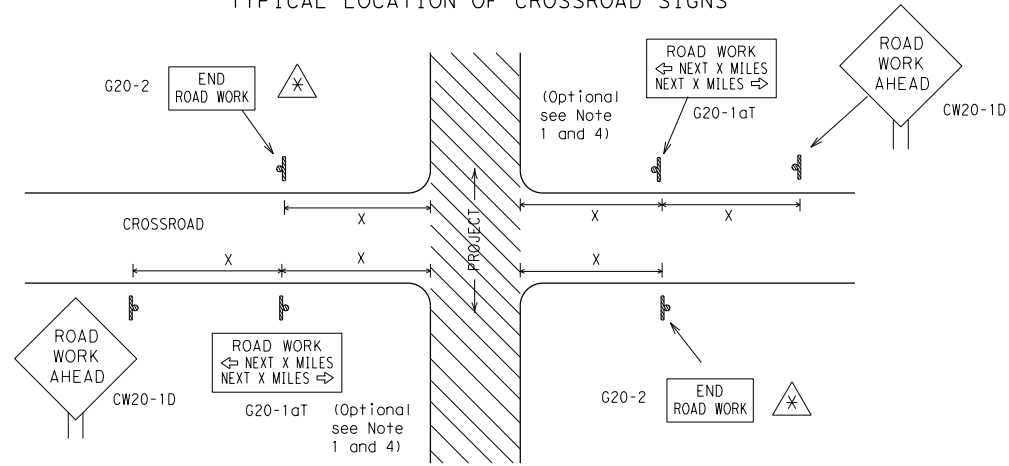 TYPICAL LOCATION OF CROSSROAD SIGNS
G20-2
END
ROAD WORK
*
(Optional
see Note
1 and 4)
ROAD WORK
⇦ NEXT X MILES
NEXT X MILES ⇨
G20-1aT
ROAD
WORK
AHEAD
CW20-1D
X
X
X
CROSSROAD
PROJECT
X
X
X
ROAD
WORK
AHEAD
CW20-1D
ROAD WORK
⇦ NEXT X MILES
NEXT X MILES ⇨
G20-1aT
(Optional
see Note
1 and 4)
G20-2
END
ROAD WORK
*